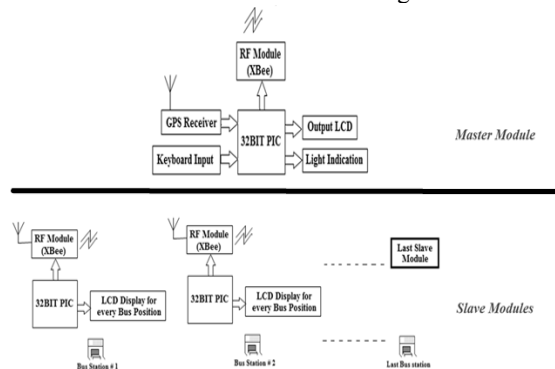 RF Module
(XBee)
GPS Receiver
Keyboard Input
32BIT PIC
Output LCD
Light Indication
Master Module
RF Module
(XBee)
32BIT PIC
LCD Display for
every Bus Position
Bus Station # 1
RF Module
(XBee)
32BIT PIC
LCD Display for
every Bus Position
Bus Station # 2
Last Slave
Module
Slave Modules
Last Bus station